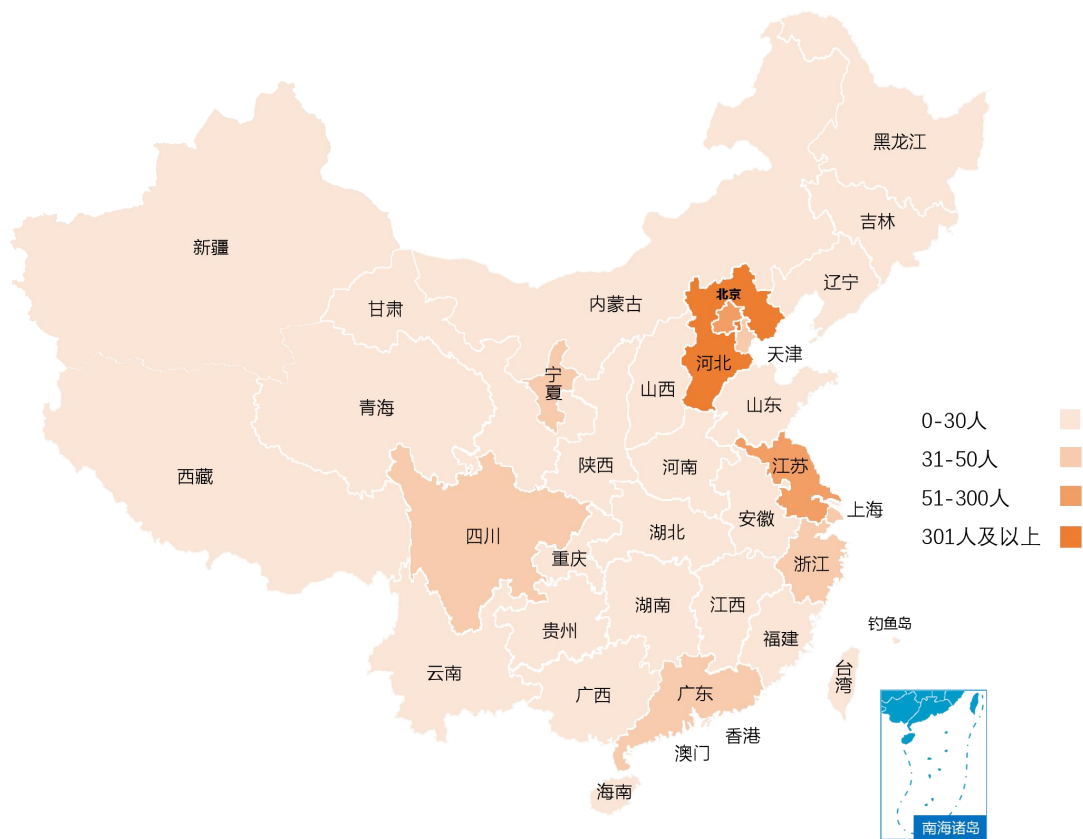 黑龙江
吉林
新疆
辽宁
北京
内蒙古
甘肃
天津
河北
宁夏
山西
青海
山东
0-30人
31-50人
51-300人
301人及以上
陕西
河南
江苏
西藏
上海
安徽
湖北
四川
重庆
浙江
湖南
江西
钓鱼岛
贵州
福建
云南
台湾
广西
广东
香港
澳门
海南
南海诸岛